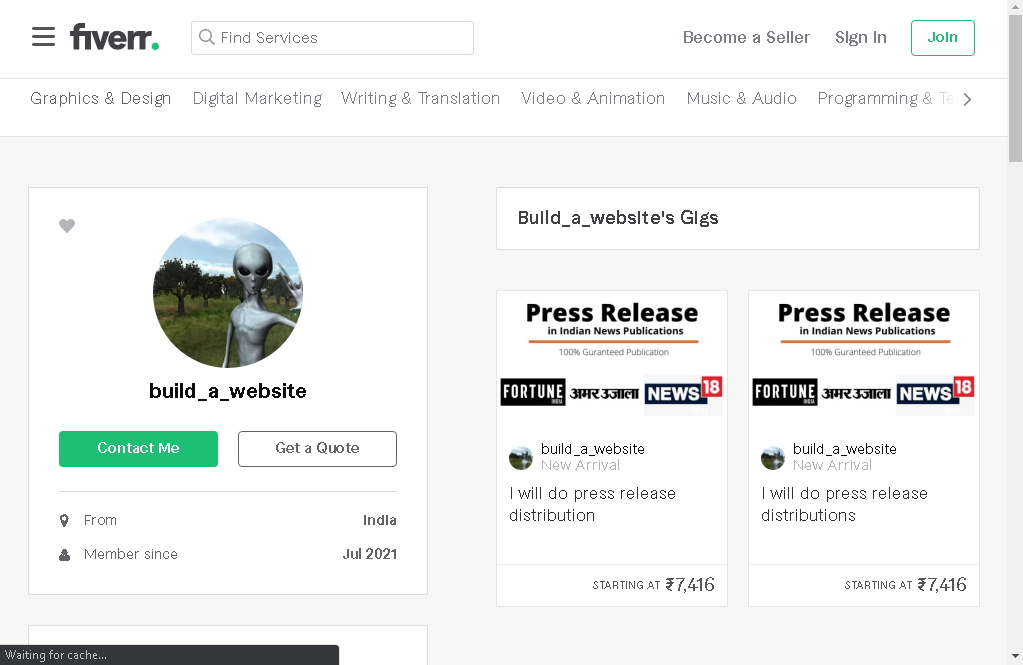 fiverr.
Find Services
Become a Seller
Sign In
Join
Graphics & Design
Digital Marketing
Writing & Translation
Video & Animation
Music & Audio
Programming & Te
build_a_website
Contact Me
Get a Quote
From
India
Member since
Jul 2021
Build_a_website's Gigs
Press Release
in Indian News Publications
100% Guranteed Publication
FORTUNE
INDIA
अमर उजाला
NEWS 18
build_a_website
New Arrival
I will do press release
distribution
STARTING AT ₹7,416
Press Release
in Indian News Publications
100% Guranteed Publication
FORTUNE
INDIA
अमर उजाला
NEWS 18
build_a_website
New Arrival
I will do press release
distributions
STARTING AT ₹7,416
Waiting for cache...